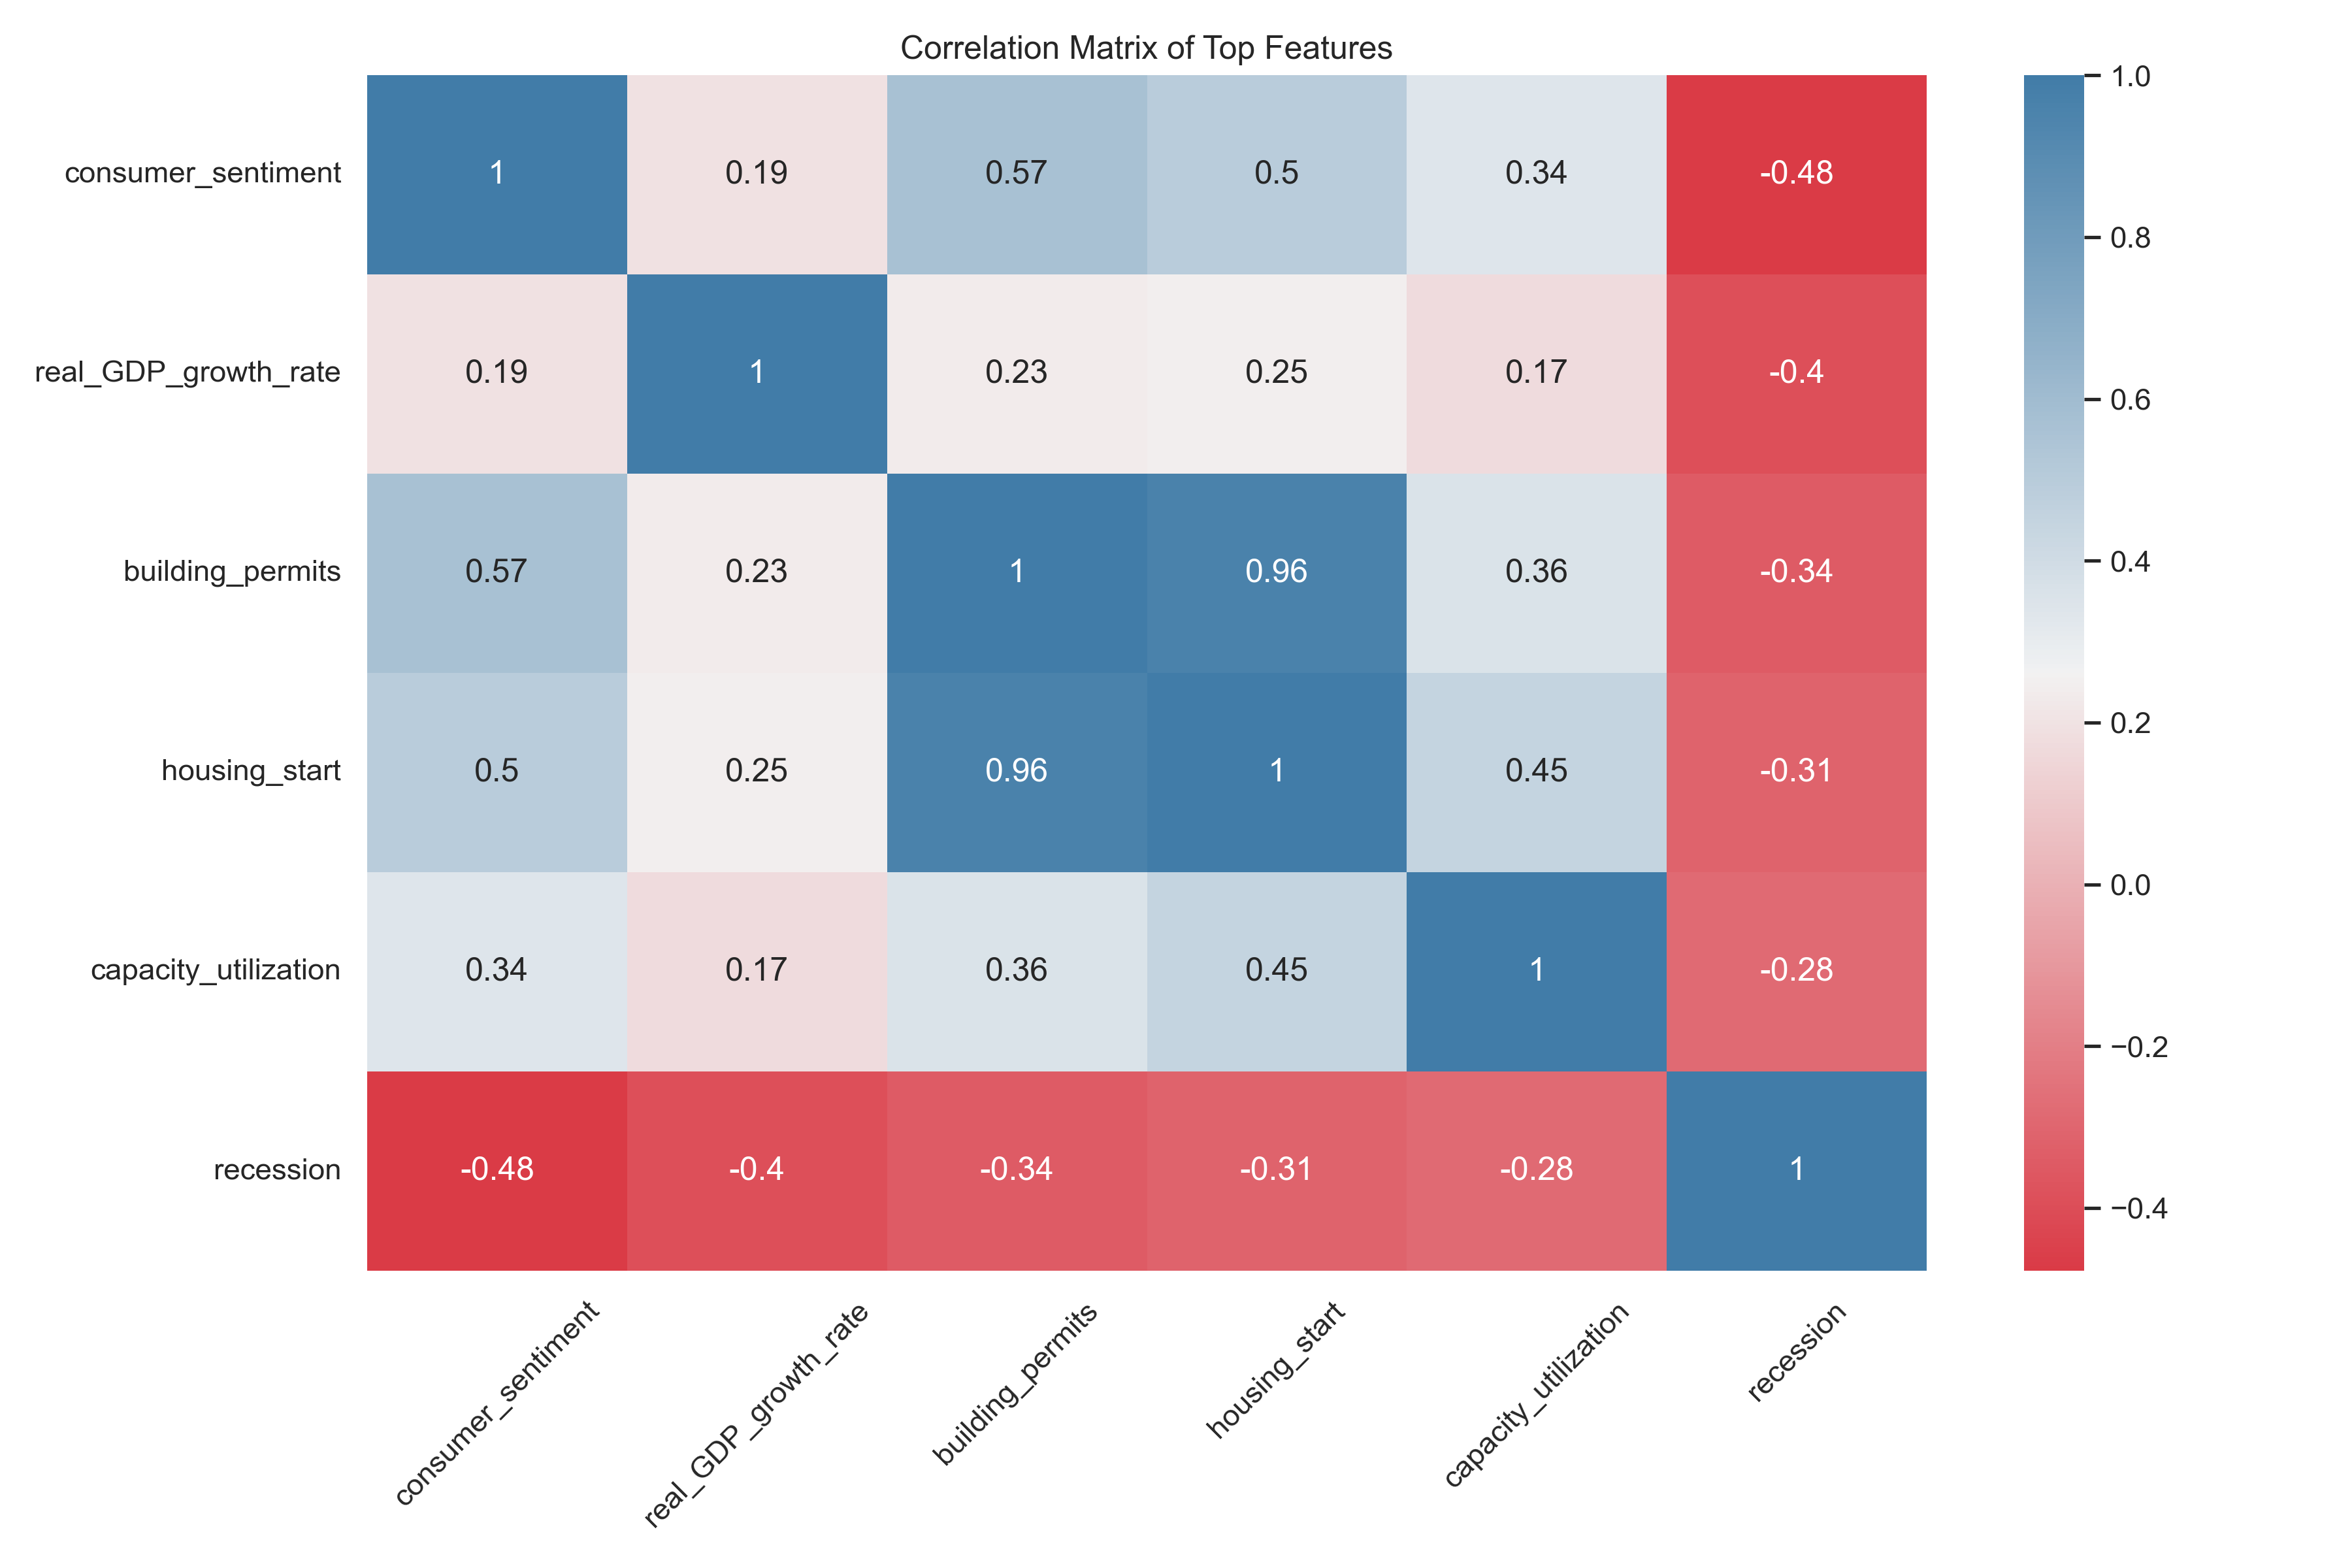 Correlation Matrix of Top Features
consumer_sentiment 1 0.19 0.57 0.5 0.34 -0.48
real_GDP_growth_rate 0.19 1 0.23 0.25 0.17 -0.4
building_permits 0.57 0.23 1 0.96 0.36 -0.34
housing_start 0.5 0.25 0.96 1 0.45 -0.31
capacity_utilization 0.34 0.17 0.36 0.45 1 -0.28
recession -0.48 -0.4 -0.34 -0.31 -0.28 1
consumer_sentiment
real_GDP_growth_rate
building_permits
housing_start
capacity_utilization
recession
1.0
0.8
0.6
0.4
0.2
0.0
−0.2
−0.4